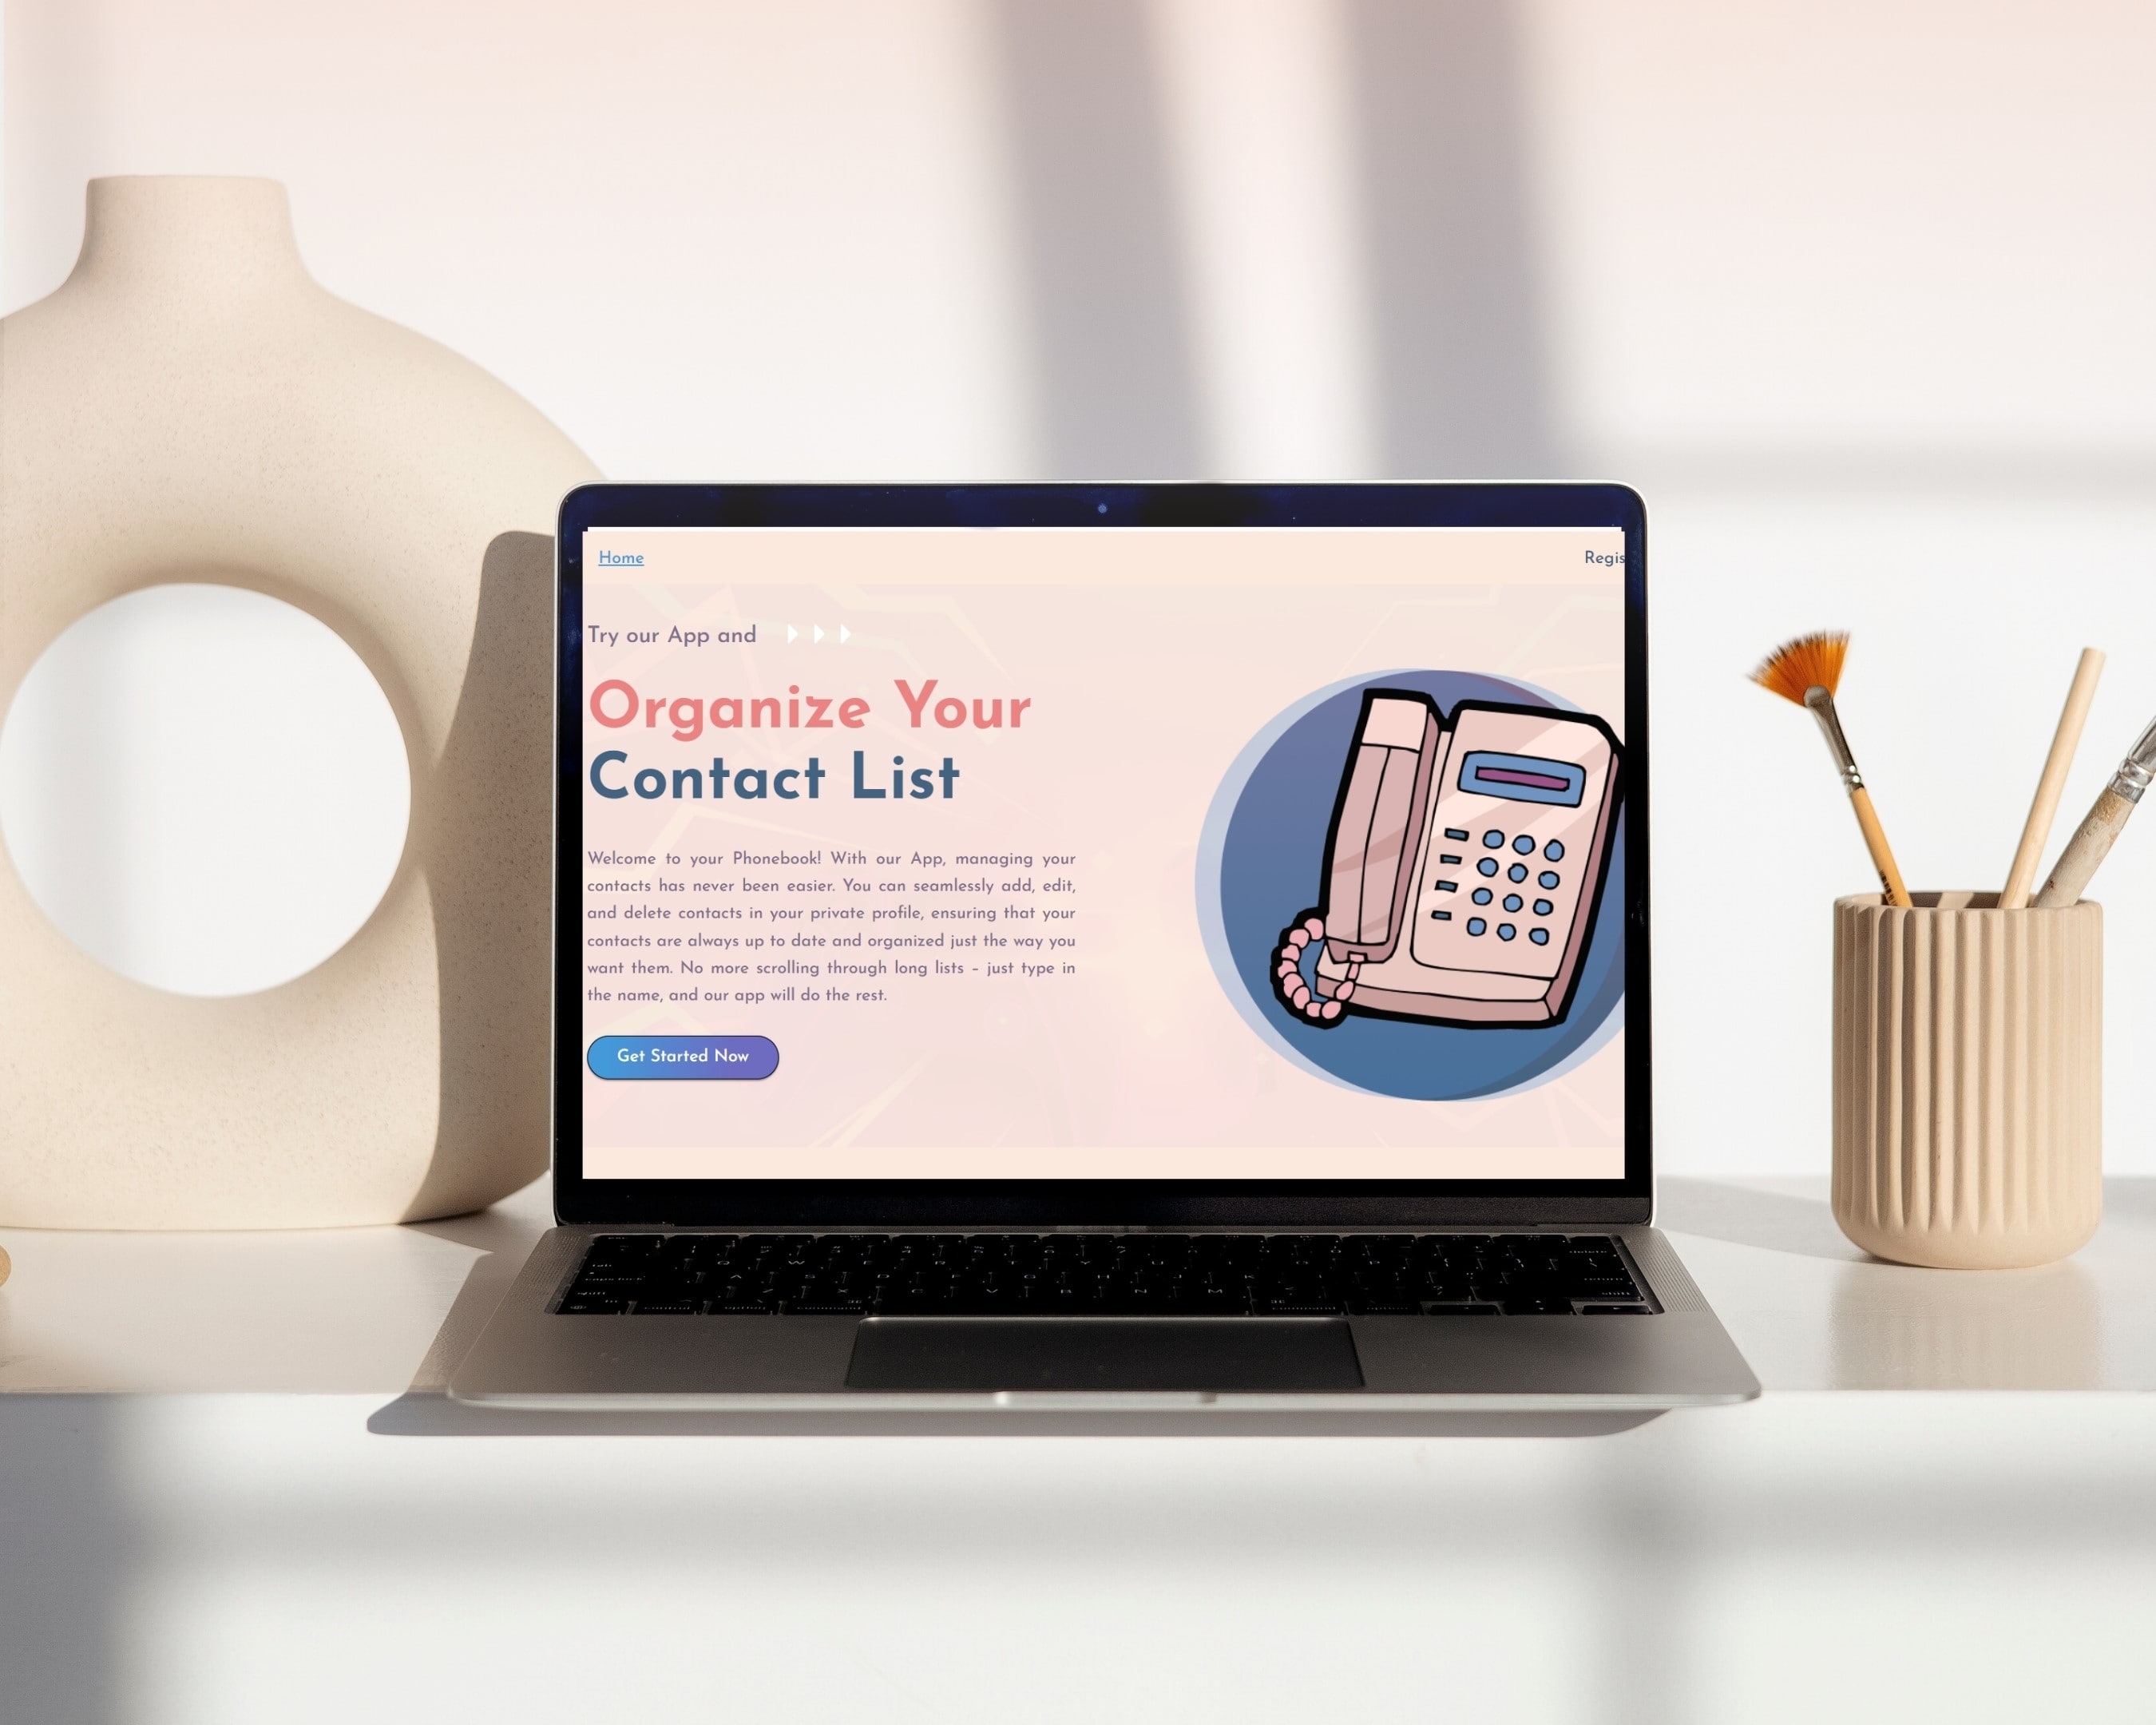 Home
Regis
Try our App and
Organize Your
Contact List
Welcome to your Phonebook! With our App, managing your
contacts has never been easier. You can seamlessly add, edit,
and delete contacts in your private profile, ensuring that your
contacts are always up to date and organized just the way you
want them. No more scrolling through long lists – just type in
the name, and our app will do the rest.
Get Started Now